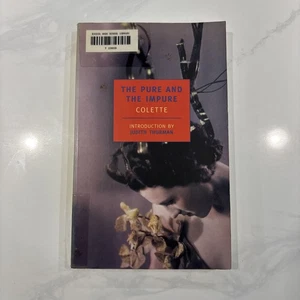 THE PURE AND
THE IMPURE
COLETTE
INTRODUCTION BY
JUDITH THURMAN